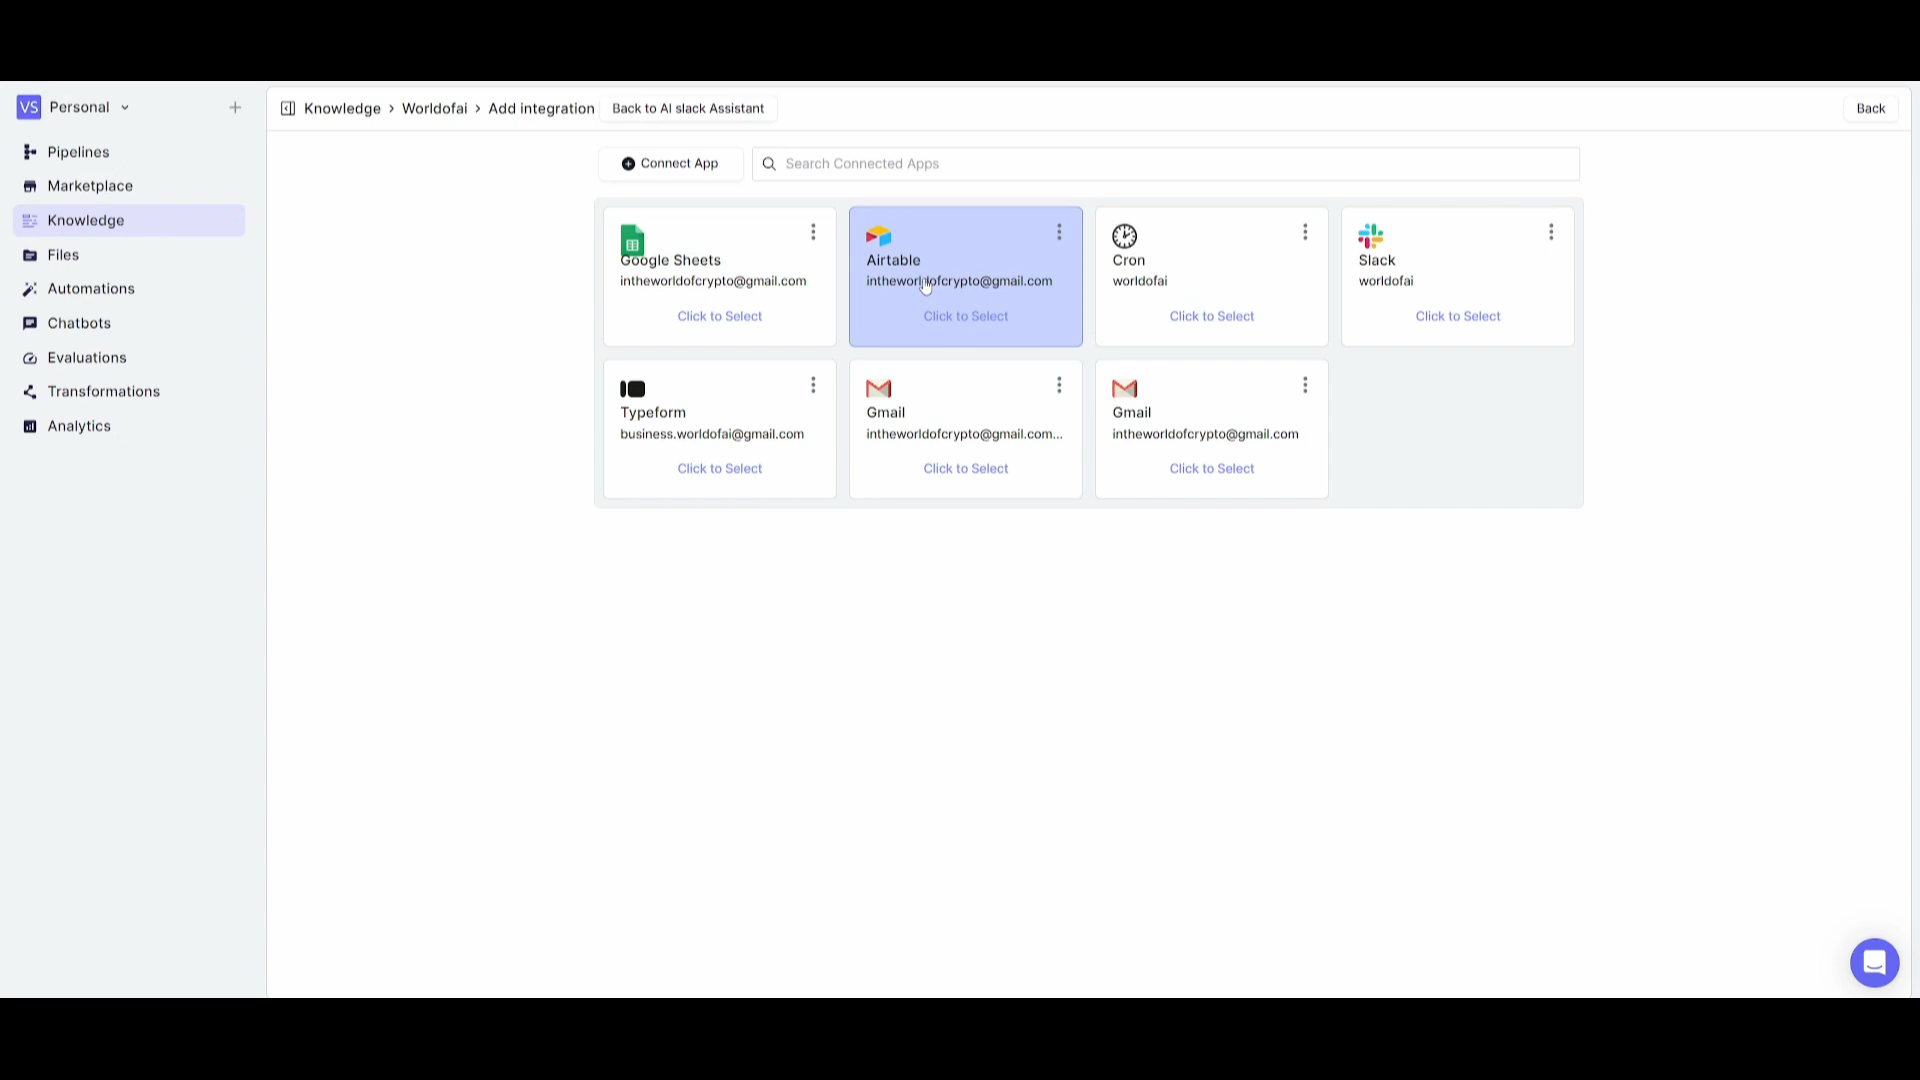 VS Personal
Pipelines
Marketplace
Knowledge
Files
Automations
Chatbots
Evaluations
Transformations
Analytics
Knowledge > Worldofai > Add integration Back to AI slack Assistant
Back
Connect App
Search Connected Apps
Google Sheets
intheworldofcrypto@gmail.com
Click to Select
Airtable
intheworldofcrypto@gmail.com
Click to Select
Cron
worldofai
Click to Select
Slack
worldofai
Click to Select
Typeform
business.worldofai@gmail.com
Click to Select
Gmail
intheworldofcrypto@gmail.com...
Click to Select
Gmail
intheworldofcrypto@gmail.com
Click to Select